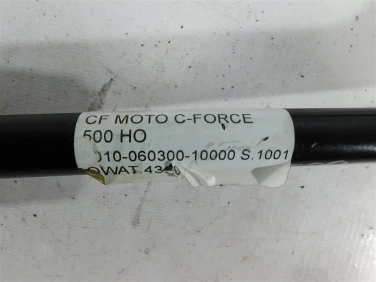 CF MOTO C-FORCE
500 HO
010-060300-10000 S.1001